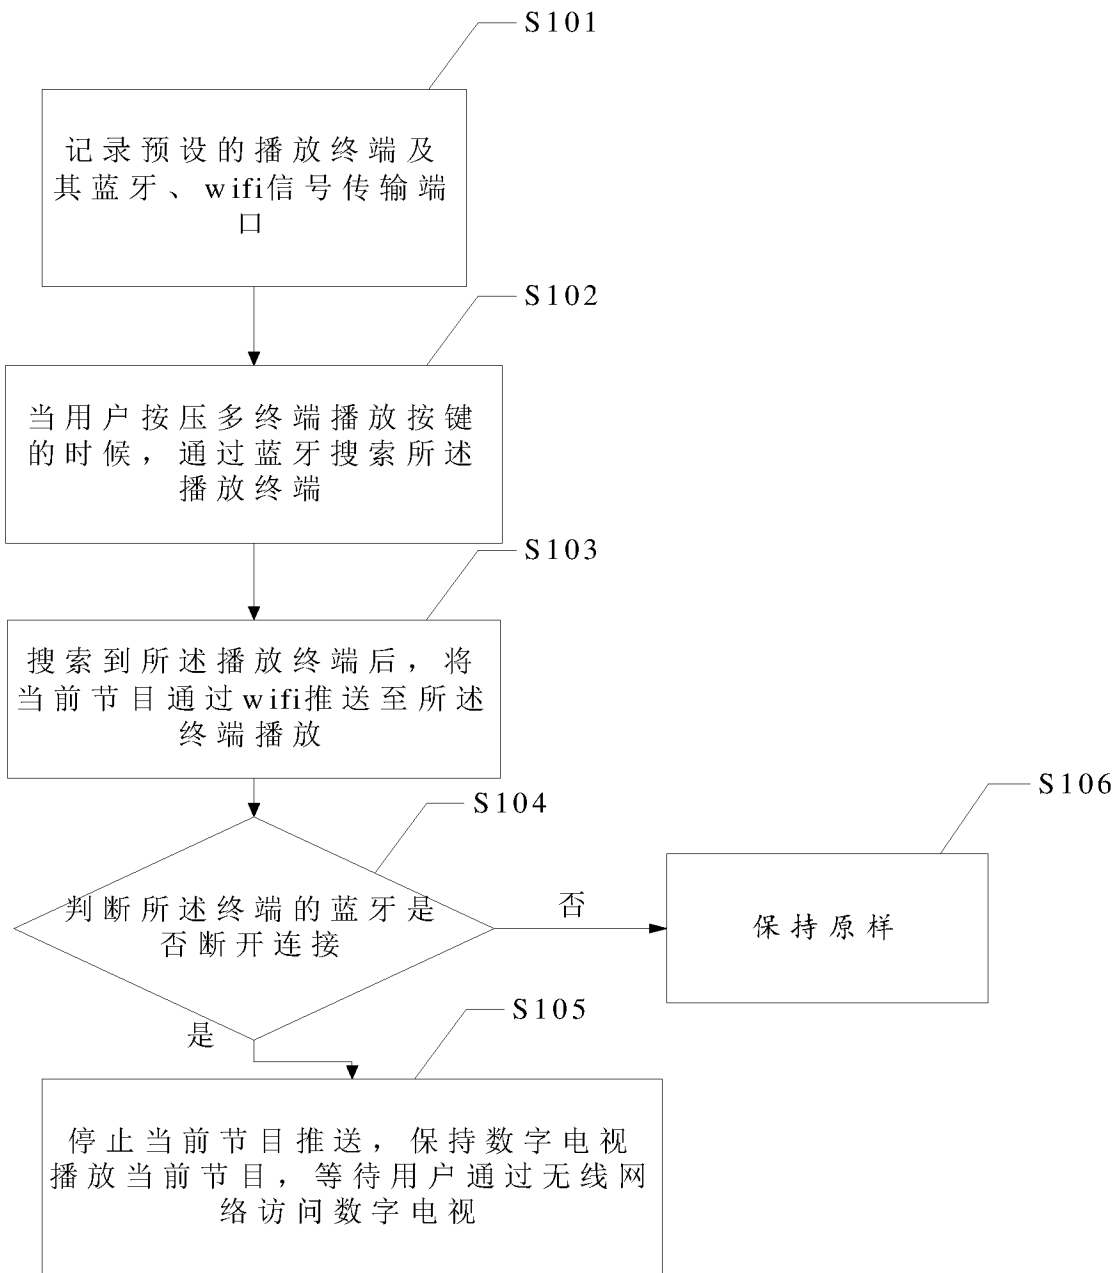 S101
记录预设的播放终端及
其蓝牙、wifi信号传输端
口
S102
当用户按压多终端播放按键
的时候，通过蓝牙搜索所述
播放终端
S103
搜索到所述播放终端后，将
当前节目通过wifi推送至所述
终端播放
S104
判断所述终端的蓝牙是
否断开连接
否
S106
保持原样
是
S105
停止当前节目推送，保持数字电视
播放当前节目，等待用户通过无线网
络访问数字电视